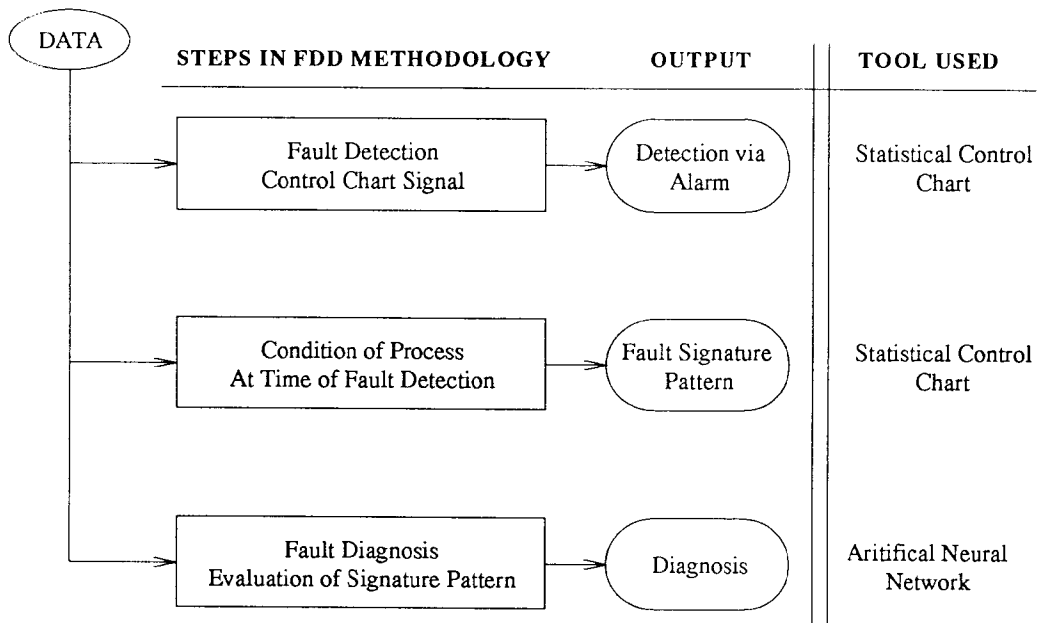 DATA
STEPS IN FDD METHODOLOGY
OUTPUT
TOOL USED
Fault Detection
Control Chart Signal
Detection via
Alarm
Statistical Control
Chart
Condition of Process
At Time of Fault Detection
Fault Signature
Pattern
Statistical Control
Chart
Fault Diagnosis
Evaluation of Signature Pattern
Diagnosis
Aritifical Neural
Network